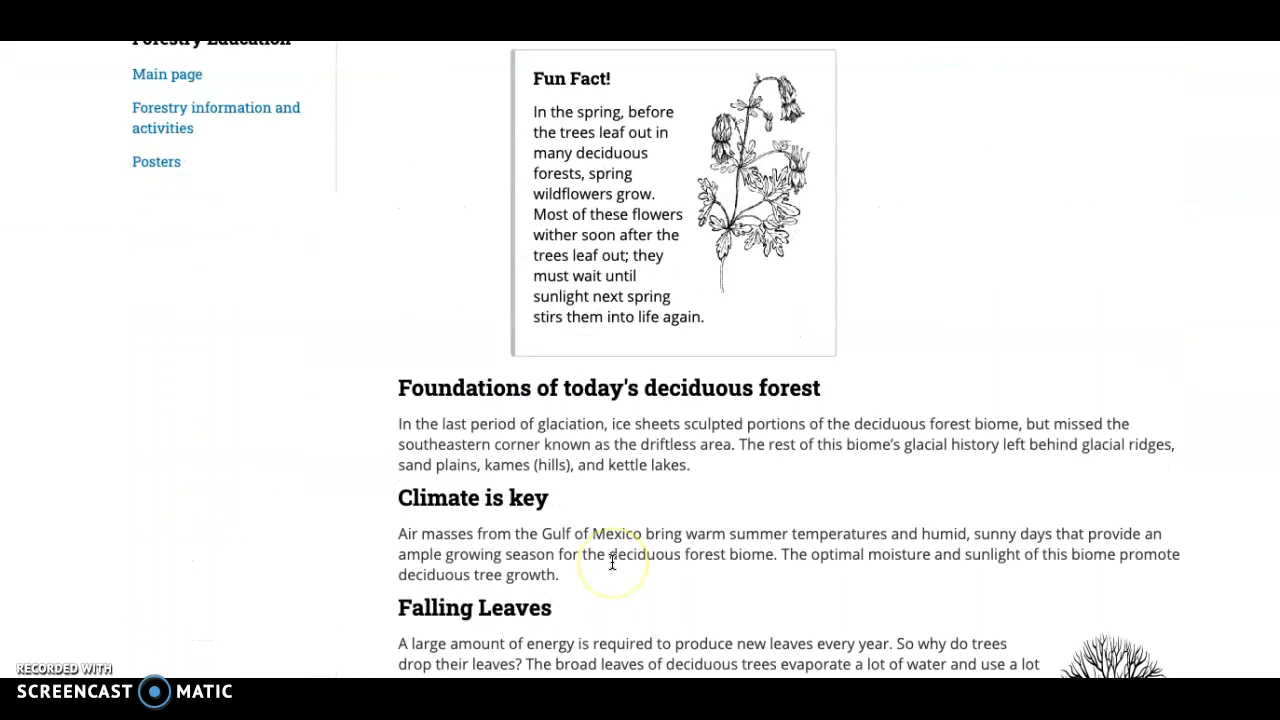 Forestry Education
Main page
Forestry information and
activities
Posters
Fun Fact!
In the spring, before
the trees leaf out in
many deciduous
forests, spring
wildflowers grow.
Most of these flowers
wither soon after the
trees leaf out; they
must wait until
sunlight next spring
stirs them into life again.
Foundations of today's deciduous forest
In the last period of glaciation, ice sheets sculpted portions of the deciduous forest biome, but missed the
southeastern corner known as the driftless area. The rest of this biome’s glacial history left behind glacial ridges,
sand plains, kames (hills), and kettle lakes.
Climate is key
Air masses from the Gulf of Mexico bring warm summer temperatures and humid, sunny days that provide an
ample growing season for the deciduous forest biome. The optimal moisture and sunlight of this biome promote
deciduous tree growth.
Falling Leaves
A large amount of energy is required to produce new leaves every year. So why do trees
drop their leaves? The broad leaves of deciduous trees evaporate a lot of water and use a lot
RECORDED WITH
SCREENCAST MATIC